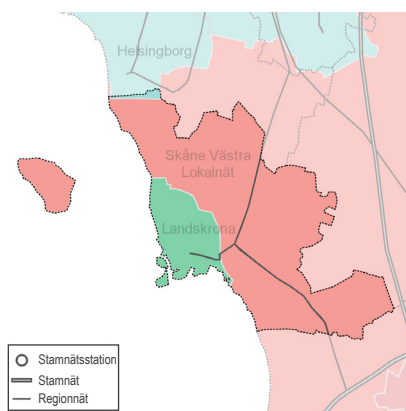 Helsingborg
Skåne Västra
Lokalnät
Landskrona
Stamnätsstation
Stamnät
Regionnät